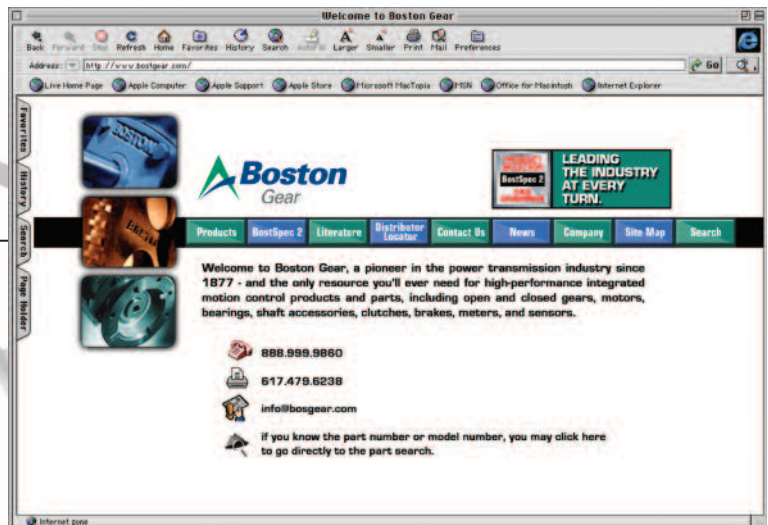 Welcome to Boston Gear
Back Forward Stop Refresh Home Favorites History Search AutoFill Larger Smaller Print Mail Preferences
Address: http://www.bostgear.com/ Go
Live Home Page Apple Computer Apple Support Apple Store Microsoft MacTopia MSN Office for Macintosh Internet Explorer
Favorites
History
Search
Page Holder
BOSTON
Boston
Gear
BostSpec 2
LEADING
THE INDUSTRY
AT EVERY
TURN.
Products BostSpec 2 Literature Distributor Locator Contact Us News Company Site Map Search
Welcome to Boston Gear, a pioneer in the power transmission industry since
1877 - and the only resource you'll ever need for high-performance integrated
motion control products and parts, including open and closed gears, motors,
bearings, shaft accessories, clutches, brakes, meters, and sensors.
888.999.9860
617.479.6238
info@bosgear.com
if you know the part number or model number, you may click here
to go directly to the part search.
Internet zone